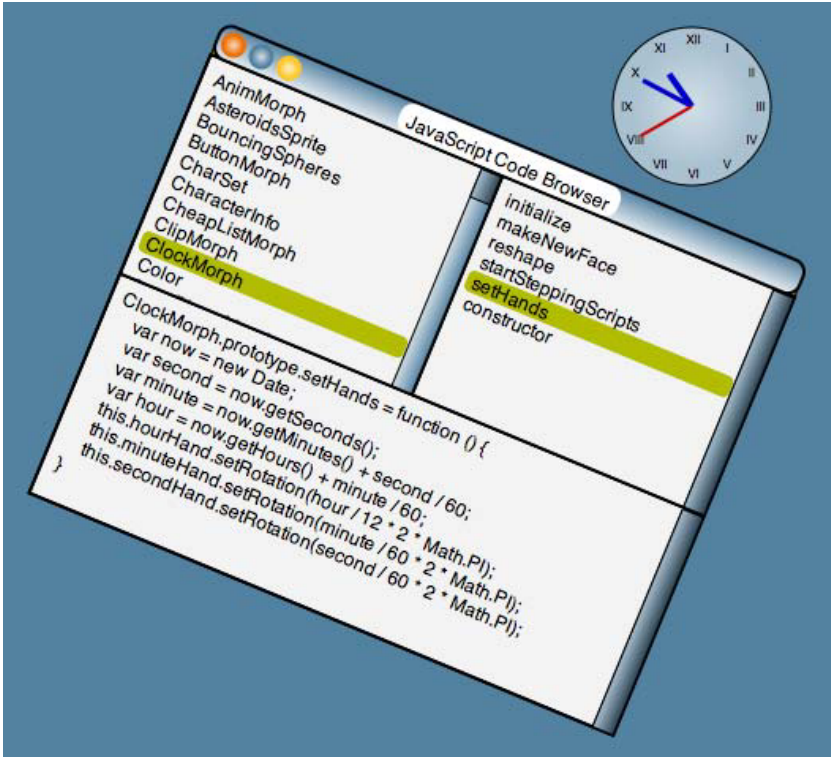 JavaScript Code Browser
AnimMorph
AsteroidsSprite
BouncingSpheres
ButtonMorph
CharSet
CharacterInfo
CheapListMorph
ClipMorph
ClockMorph
Color
initialize
makeNewFace
reshape
startSteppingScripts
setHands
constructor
ClockMorph.prototype.setHands = function () {
var now = new Date;
var second = now.getSeconds();
var minute = now.getMinutes() + second / 60;
var hour = now.getHours() + minute / 60;
this.hourHand.setRotation(hour / 12 * 2 * Math.PI);
this.minuteHand.setRotation(minute / 60 * 2 * Math.PI);
this.secondHand.setRotation(second / 60 * 2 * Math.PI);
}
XII
I
II
III
IV
V
VI
VII
VIII
IX
X
XI